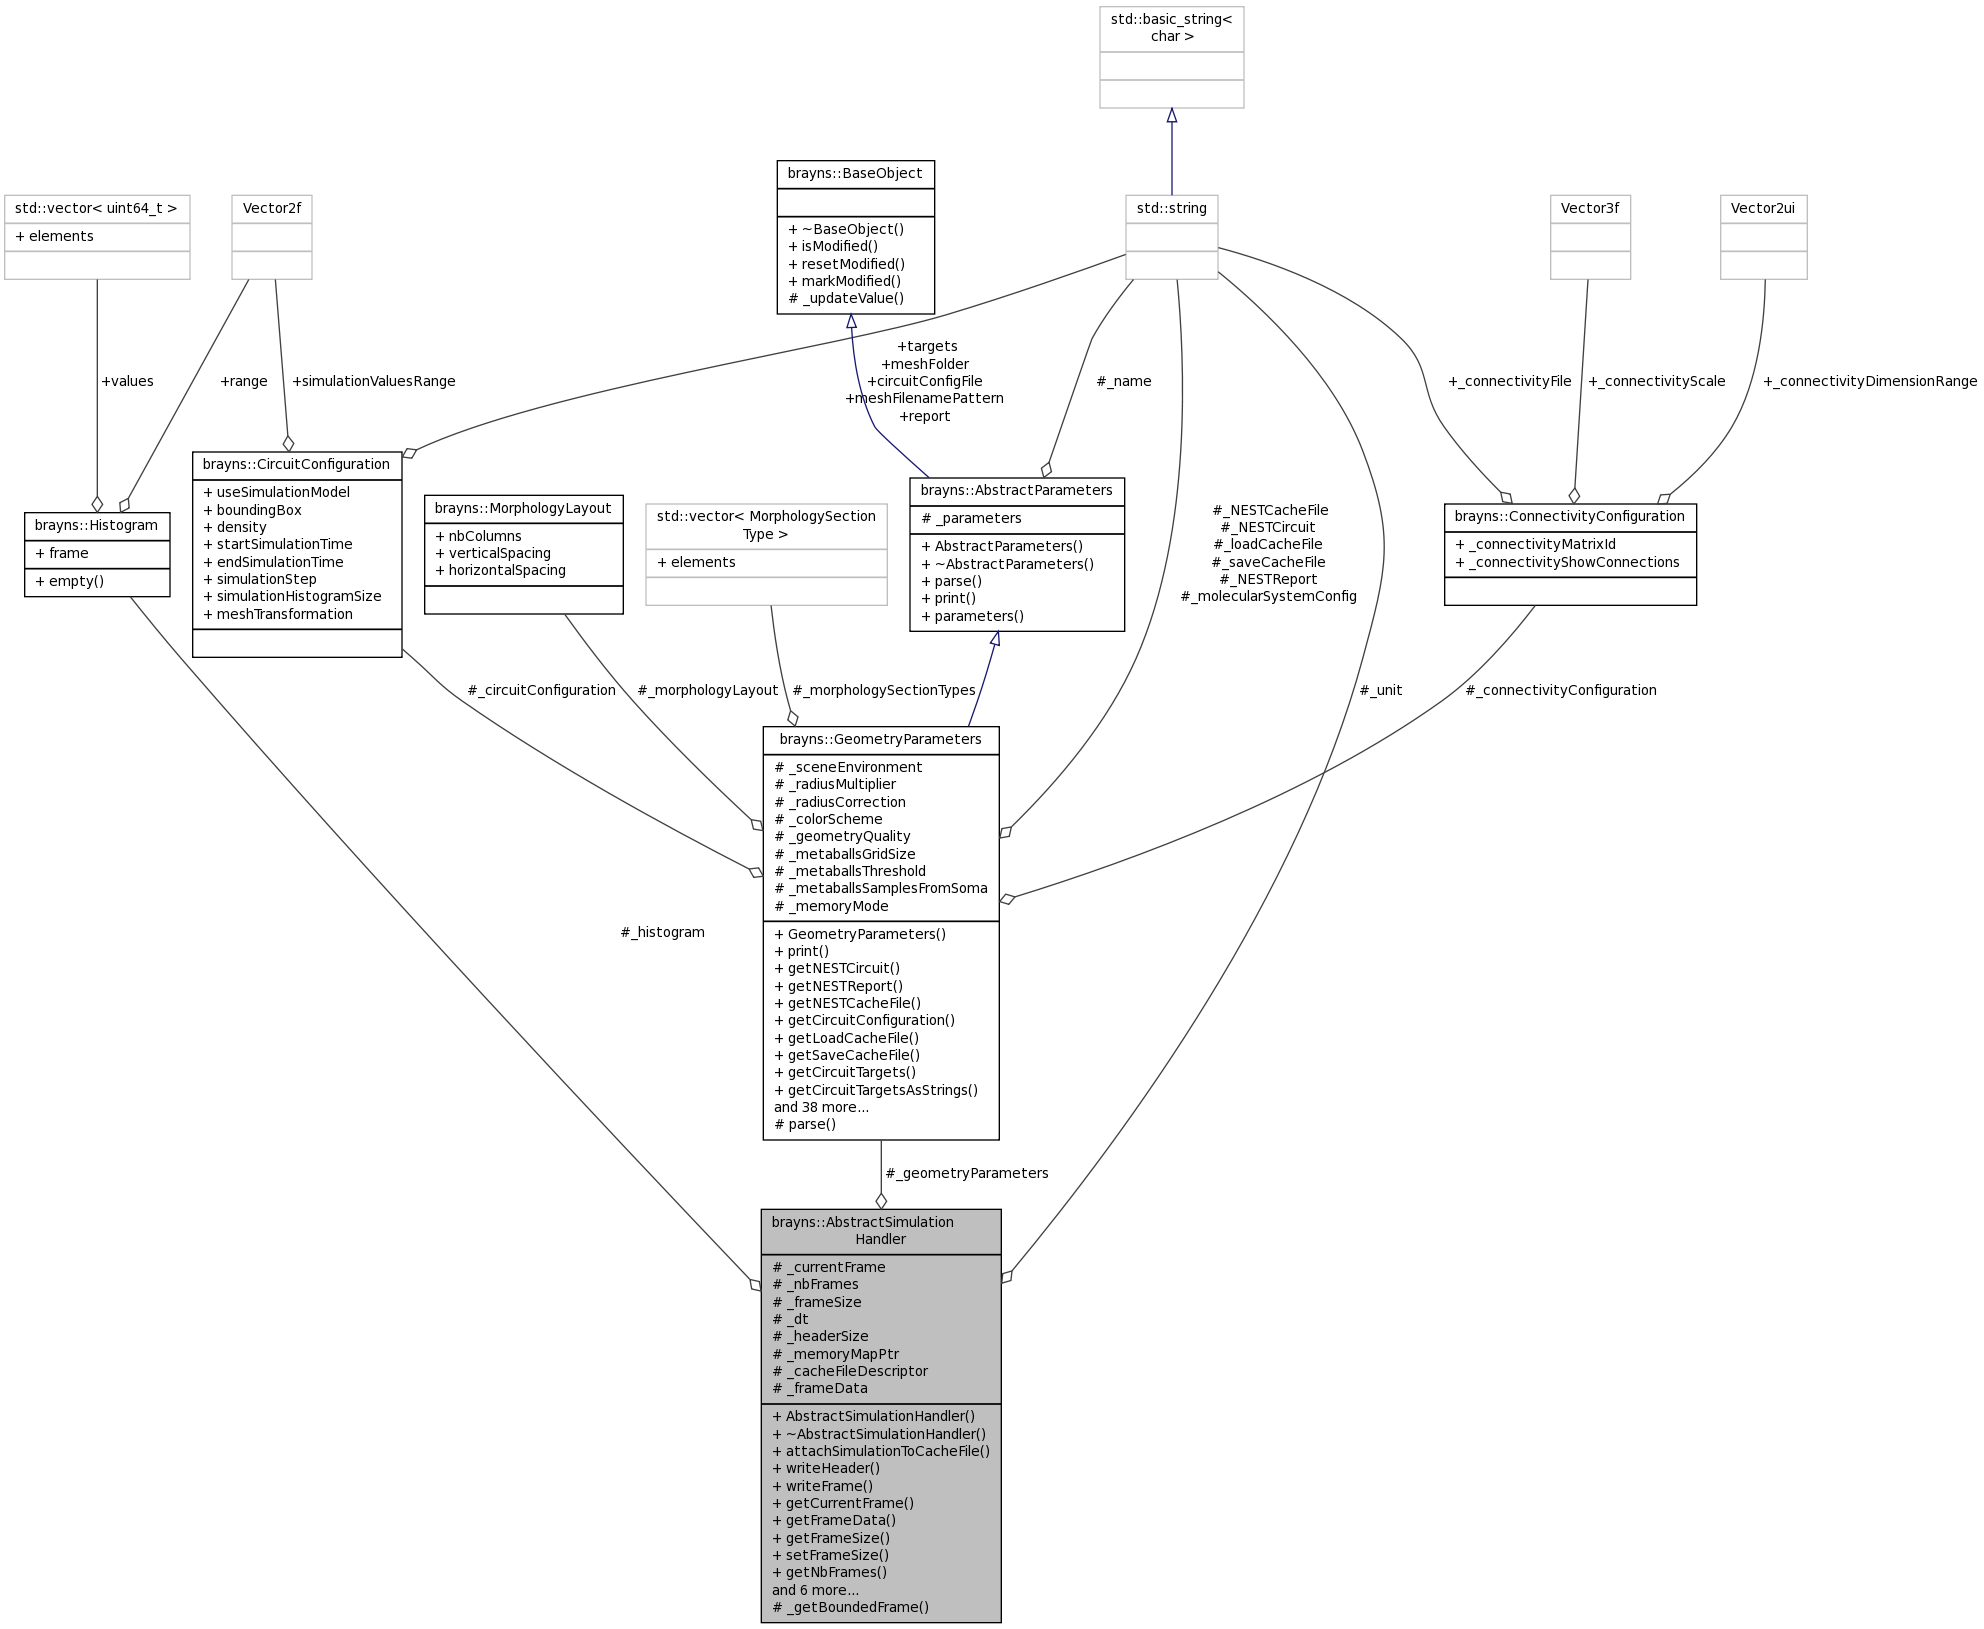 std::basic_string<
char >
brayns::BaseObject
+ ~BaseObject()
+ isModified()
+ resetModified()
+ markModified()
# _updateValue()
std::vector< uint64_t >
+ elements
Vector2f
std::string
Vector3f
Vector2ui
+targets
+meshFolder
+circuitConfigFile
+meshFilenamePattern
+report
+values
+range
+simulationValuesRange
#_name
+_connectivityFile
+_connectivityScale
+_connectivityDimensionRange
brayns::Histogram
+ frame
+ empty()
brayns::CircuitConfiguration
+ useSimulationModel
+ boundingBox
+ density
+ startSimulationTime
+ endSimulationTime
+ simulationStep
+ simulationHistogramSize
+ meshTransformation
brayns::MorphologyLayout
+ nbColumns
+ verticalSpacing
+ horizontalSpacing
std::vector< MorphologySection
Type >
+ elements
brayns::AbstractParameters
# _parameters
+ AbstractParameters()
+ ~AbstractParameters()
+ parse()
+ print()
+ parameters()
#_NESTCacheFile
#_NESTCircuit
#_loadCacheFile
#_saveCacheFile
#_NESTReport
#_molecularSystemConfig
brayns::ConnectivityConfiguration
+ _connectivityMatrixId
+ _connectivityShowConnections
#_circuitConfiguration
#_morphologyLayout
#_morphologySectionTypes
#_unit
#_connectivityConfiguration
brayns::GeometryParameters
# _sceneEnvironment
# _radiusMultiplier
# _radiusCorrection
# _colorScheme
# _geometryQuality
# _metaballsGridSize
# _metaballsThreshold
# _metaballsSamplesFromSoma
# _memoryMode
+ GeometryParameters()
+ print()
+ getNESTCircuit()
+ getNESTReport()
+ getNESTCacheFile()
+ getCircuitConfiguration()
+ getLoadCacheFile()
+ getSaveCacheFile()
+ getCircuitTargets()
+ getCircuitTargetsAsStrings()
and 38 more...
# parse()
#_histogram
#_geometryParameters
brayns::AbstractSimulation
Handler
# _currentFrame
# _nbFrames
# _frameSize
# _dt
# _headerSize
# _memoryMapPtr
# _cacheFileDescriptor
# _frameData
+ AbstractSimulationHandler()
+ ~AbstractSimulationHandler()
+ attachSimulationToCacheFile()
+ writeHeader()
+ writeFrame()
+ getCurrentFrame()
+ getFrameData()
+ getFrameSize()
+ setFrameSize()
+ getNbFrames()
and 6 more...
# _getBoundedFrame()